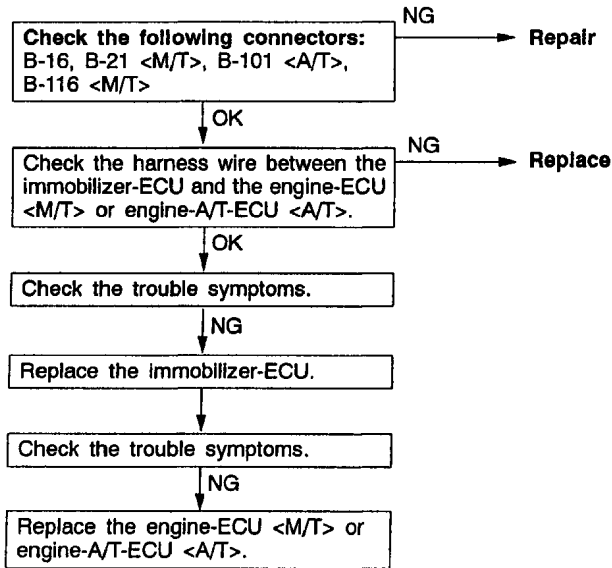 NG
Check the following connectors:
B-16, B-21 <M/T>, B-101 <A/T>,
B-116 <M/T>
Repair
OK
NG
Check the harness wire between the
immobilizer-ECU and the engine-ECU
<M/T> or engine-A/T-ECU <A/T>.
Replace
OK
Check the trouble symptoms.
NG
Replace the immobilizer-ECU.
Check the trouble symptoms.
NG
Replace the engine-ECU <M/T> or
engine-A/T-ECU <A/T>.